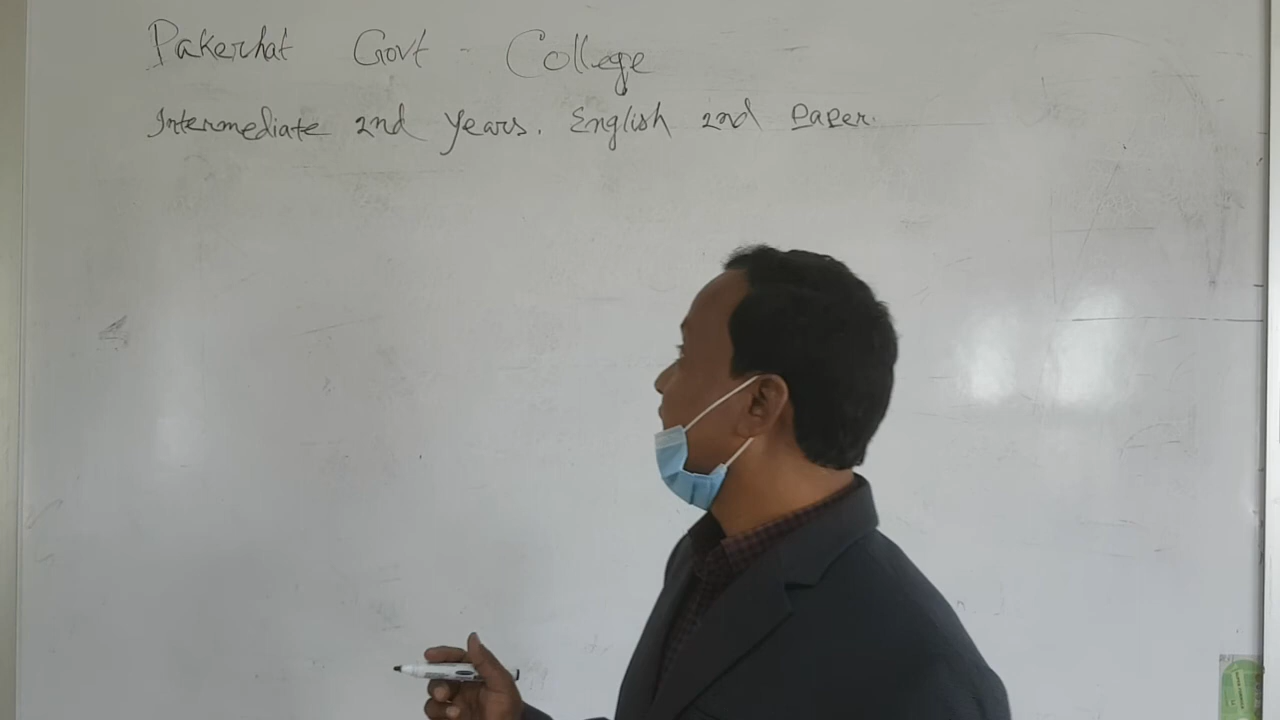 Pakerhat Govt - College
Intermediate 2nd Years. English 2nd Paper.